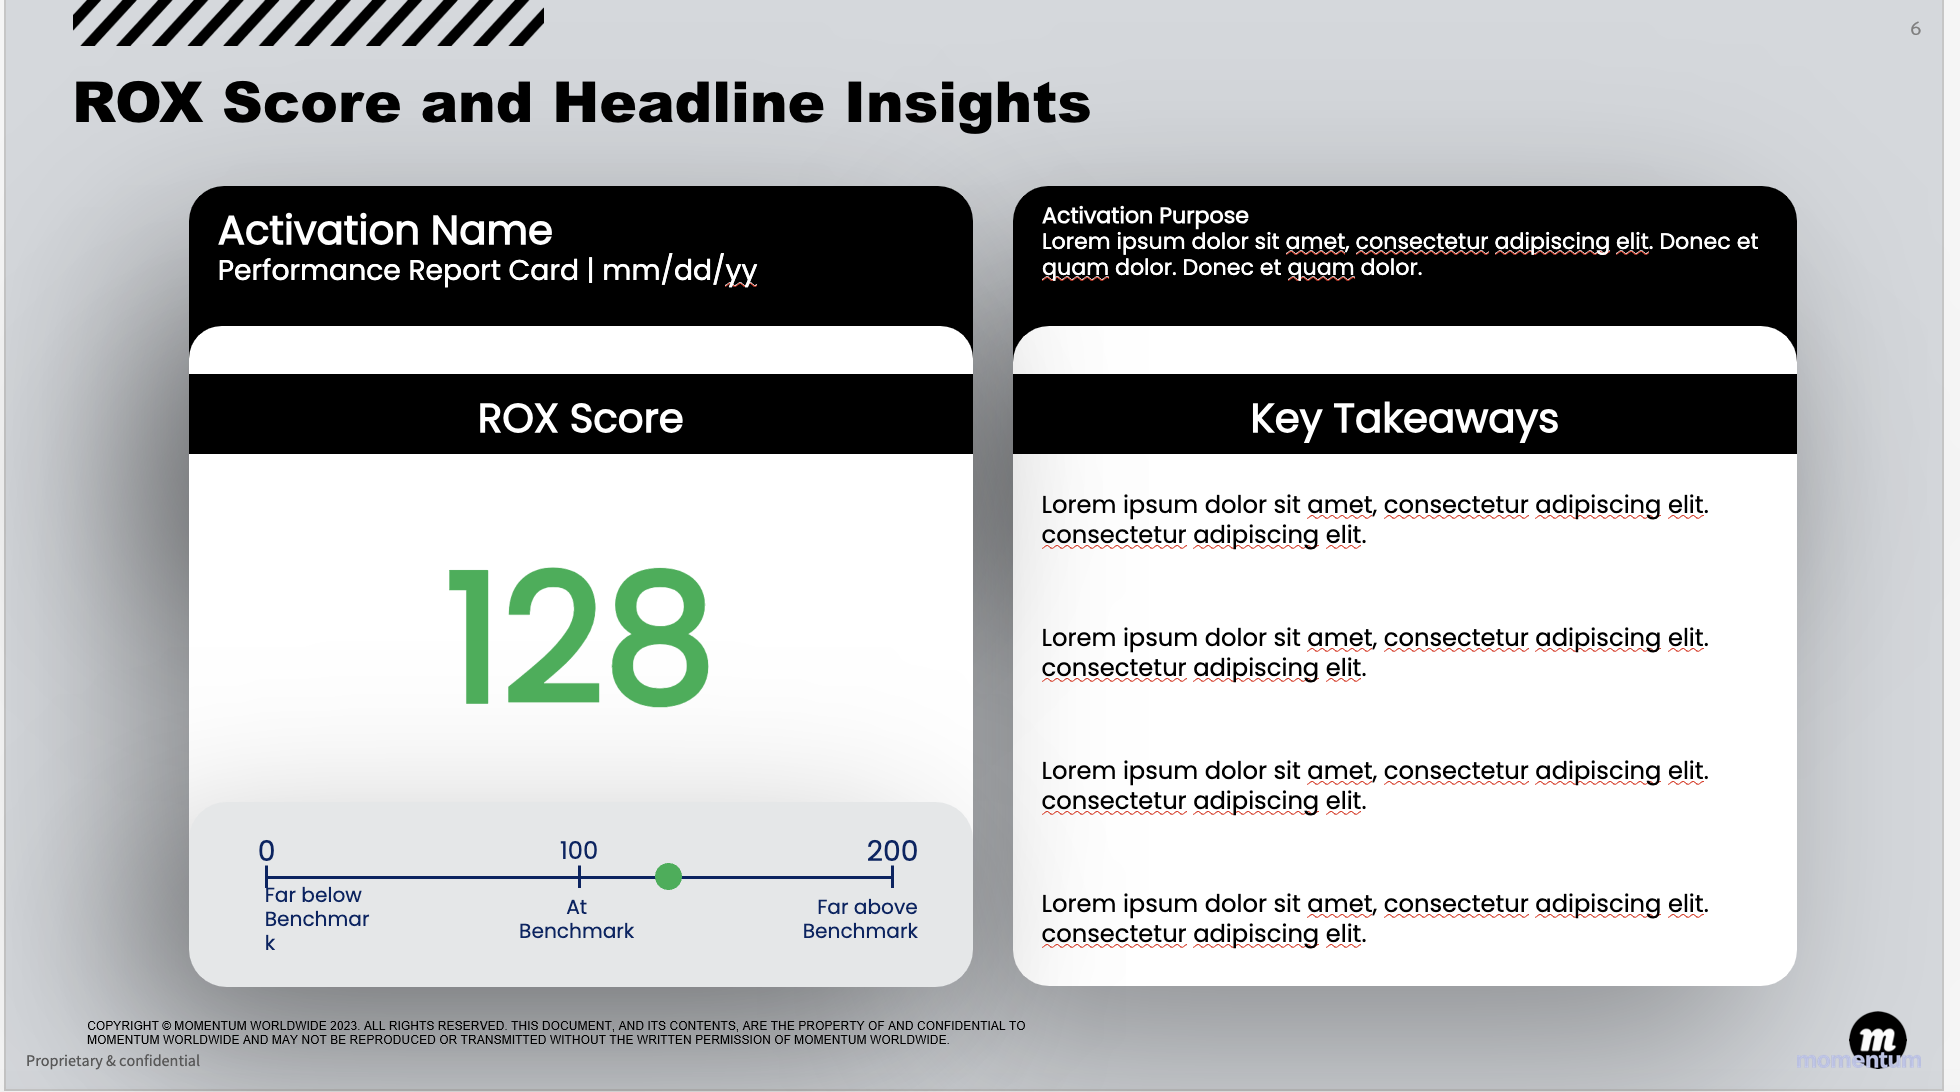 6
ROX Score and Headline Insights
Activation Name
Performance Report Card | mm/dd/yy
ROX Score
128
0
100
200
Far below
Benchmar
k
At
Benchmark
Far above
Benchmark
Activation Purpose
Lorem ipsum dolor sit amet, consectetur adipiscing elit. Donec et
quam dolor. Donec et quam dolor.
Key Takeaways
Lorem ipsum dolor sit amet, consectetur adipiscing elit.
consectetur adipiscing elit.
Lorem ipsum dolor sit amet, consectetur adipiscing elit.
consectetur adipiscing elit.
Lorem ipsum dolor sit amet, consectetur adipiscing elit.
consectetur adipiscing elit.
Lorem ipsum dolor sit amet, consectetur adipiscing elit.
consectetur adipiscing elit.
COPYRIGHT © MOMENTUM WORLDWIDE 2023. ALL RIGHTS RESERVED. THIS DOCUMENT, AND ITS CONTENTS, ARE THE PROPERTY OF AND CONFIDENTIAL TO
MOMENTUM WORLDWIDE AND MAY NOT BE REPRODUCED OR TRANSMITTED WITHOUT THE WRITTEN PERMISSION OF MOMENTUM WORLDWIDE.
Proprietary & confidential
m
momentum